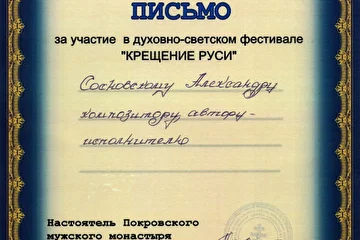 ПИСЬМО
за участие в духовно-светском фестивале
"КРЕЩЕНИЕ РУСИ"
Сосновскому Александру
композитору, автору-
исполнителю
Настоятель Покровского
мужского монастыря